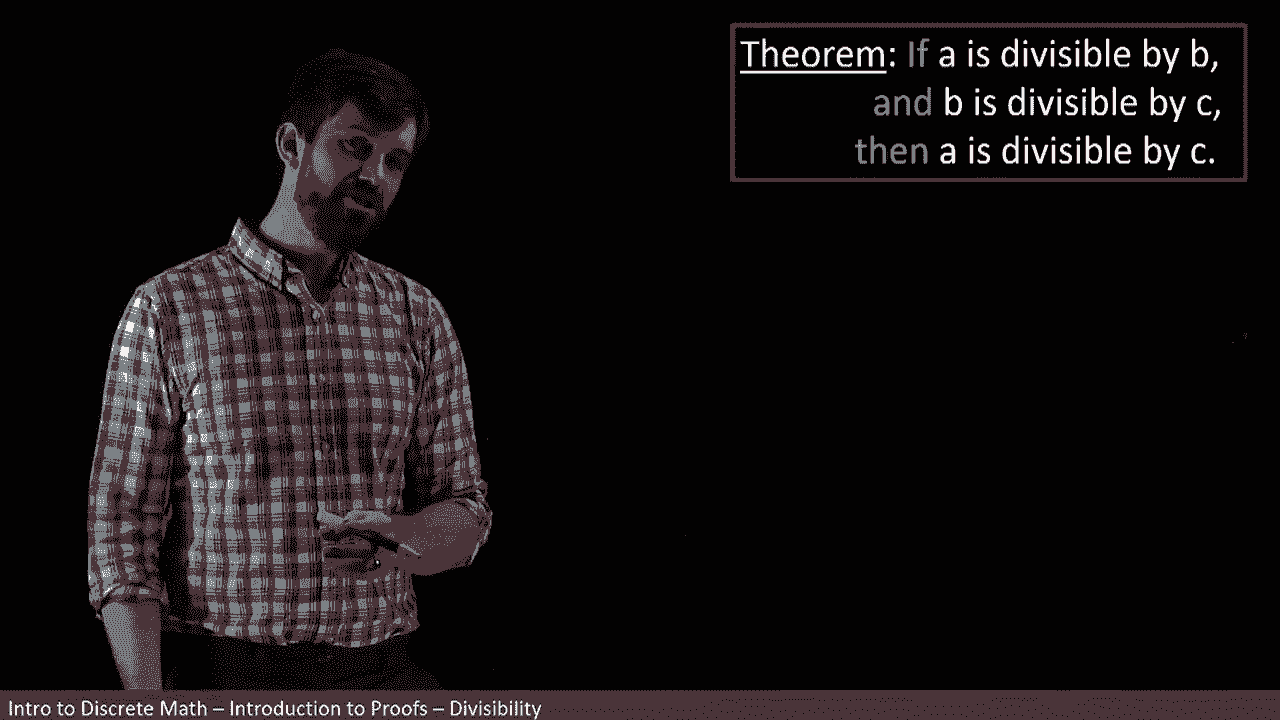 Theorem: If a is divisible by b,
and b is divisible by c,
then a is divisible by c.
Intro to Discrete Math – Introduction to Proofs – Divisibility